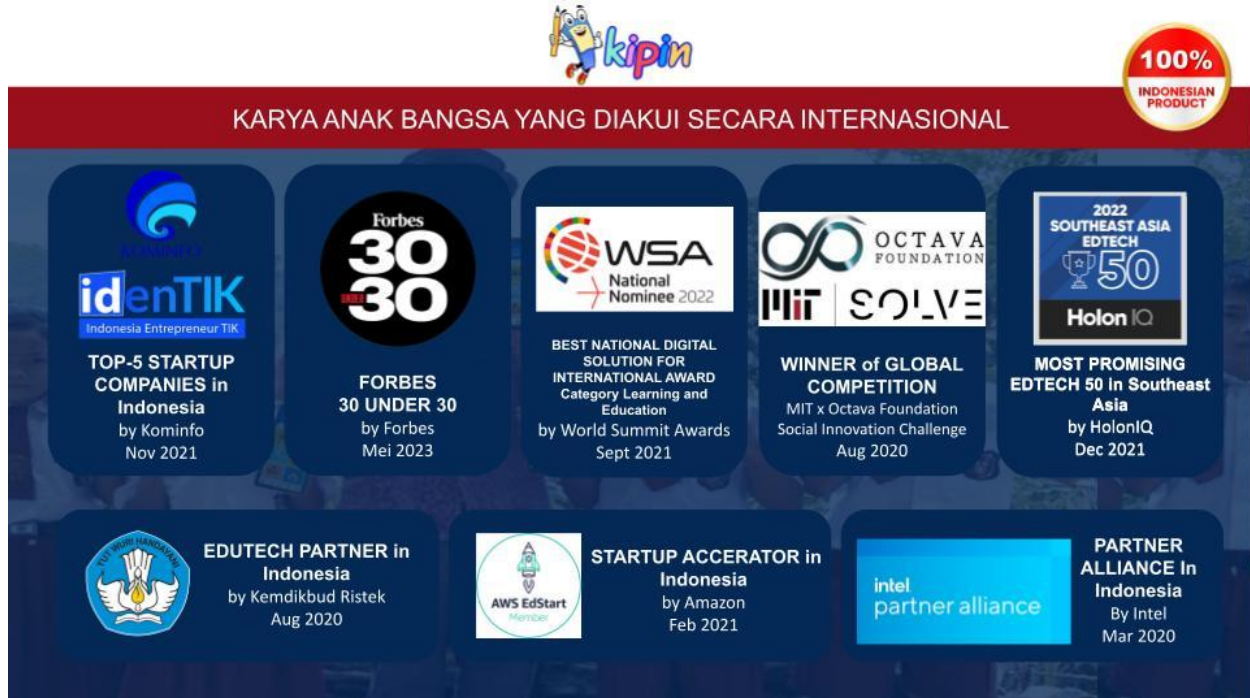 kipin
100%
INDONESIAN
PRODUCT
KARYA ANAK BANGSA YANG DIAKUI SECARA INTERNASIONAL
KOMINFO
idenTIK
Indonesia Entrepreneur TIK
TOP-5 STARTUP
COMPANIES in
Indonesia
by Kominfo
Nov 2021
Forbes
30
UNDER
30
FORBES
30 UNDER 30
by Forbes
Mei 2023
WSA
National
Nominee 2022
BEST NATIONAL DIGITAL
SOLUTION FOR
INTERNATIONAL AWARD
Category Learning and
Education
by World Summit Awards
Sept 2021
OCTAVA
FOUNDATION
MIT SOLVE
WINNER of GLOBAL
COMPETITION
MIT x Octava Foundation
Social Innovation Challenge
Aug 2020
2022
SOUTHEAST ASIA
EDTECH
50
Holon IQ
MOST PROMISING
EDTECH 50 in Southeast
Asia
by HolonIQ
Dec 2021
TUT WURI HANDAYANI
EDUTECH PARTNER in
Indonesia
by Kemdikbud Ristek
Aug 2020
AWS EdStart
Member
STARTUP ACCERATOR in
Indonesia
by Amazon
Feb 2021
intel
partner alliance
PARTNER
ALLIANCE In
Indonesia
By Intel
Mar 2020